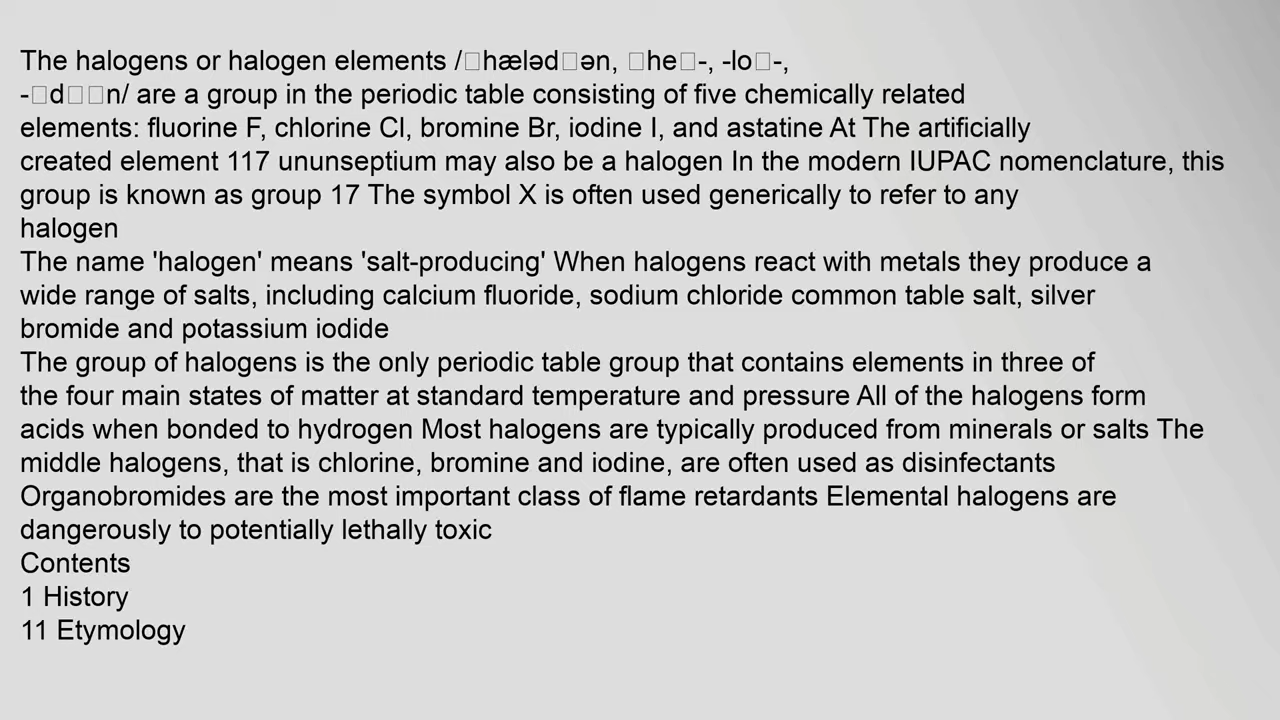 The halogens or halogen elements /□hælәd□ən, □he□-, -lo□-,
-□d□□n/ are a group in the periodic table consisting of five chemically related
elements: fluorine F, chlorine Cl, bromine Br, iodine I, and astatine At The artificially
created element 117 ununseptium may also be a halogen In the modern IUPAC nomenclature, this
group is known as group 17 The symbol X is often used generically to refer to any
halogen
The name 'halogen' means 'salt-producing' When halogens react with metals they produce a
wide range of salts, including calcium fluoride, sodium chloride common table salt, silver
bromide and potassium iodide
The group of halogens is the only periodic table group that contains elements in three of
the four main states of matter at standard temperature and pressure All of the halogens form
acids when bonded to hydrogen Most halogens are typically produced from minerals or salts The
middle halogens, that is chlorine, bromine and iodine, are often used as disinfectants
Organobromides are the most important class of flame retardants Elemental halogens are
dangerously to potentially lethally toxic
Contents
1 History
11 Etymology